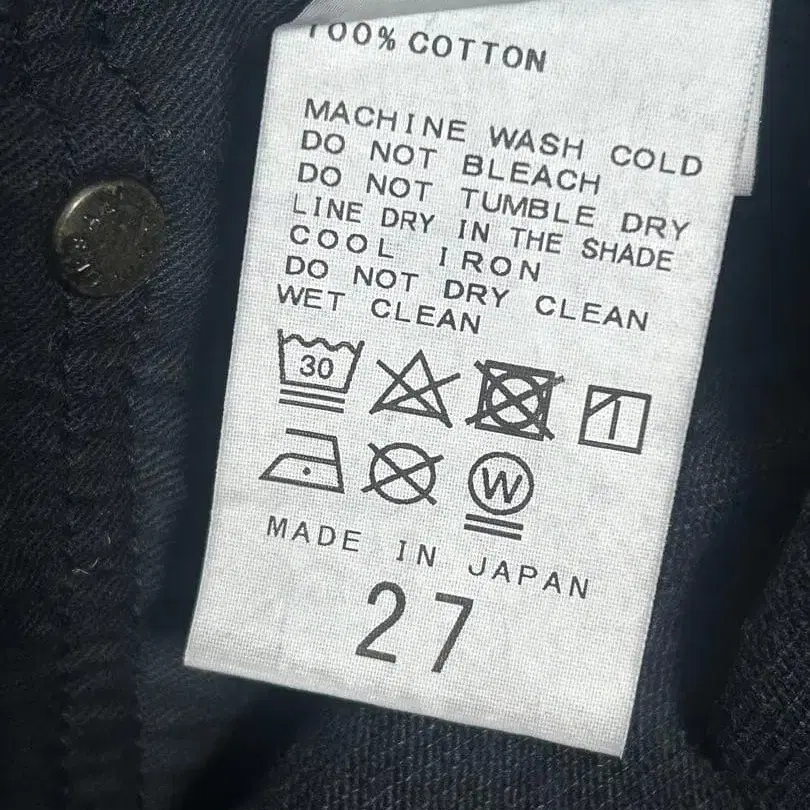 100% COTTON
MACHINE WASH COLD
DO NOT BLEACH
DO NOT TUMBLE DRY
LINE DRY IN THE SHADE
COOL IRON
DO NOT DRY CLEAN
WET CLEAN
30
W
MADE IN JAPAN
27